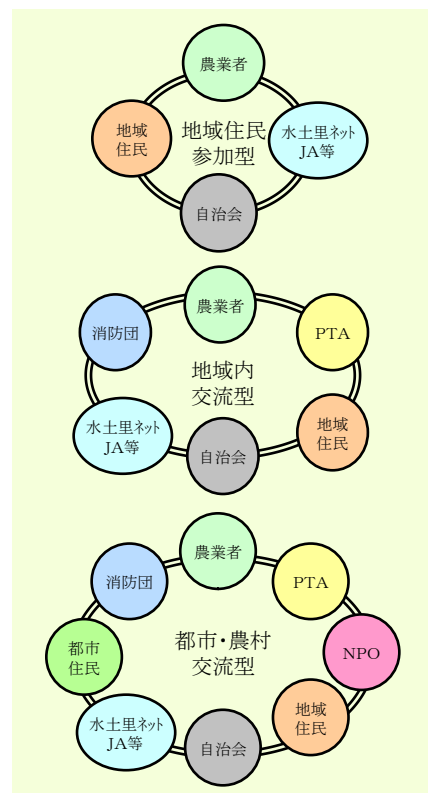 農業者
地域
住民
地域住民
参加型
水土里ネット
JA等
自治会
農業者
消防団
PTA
地域内
交流型
水土里ネット
JA等
地域
住民
自治会
農業者
消防団
PTA
都市
住民
都市・農村
交流型
NPO
水土里ネット
JA等
地域
住民
自治会